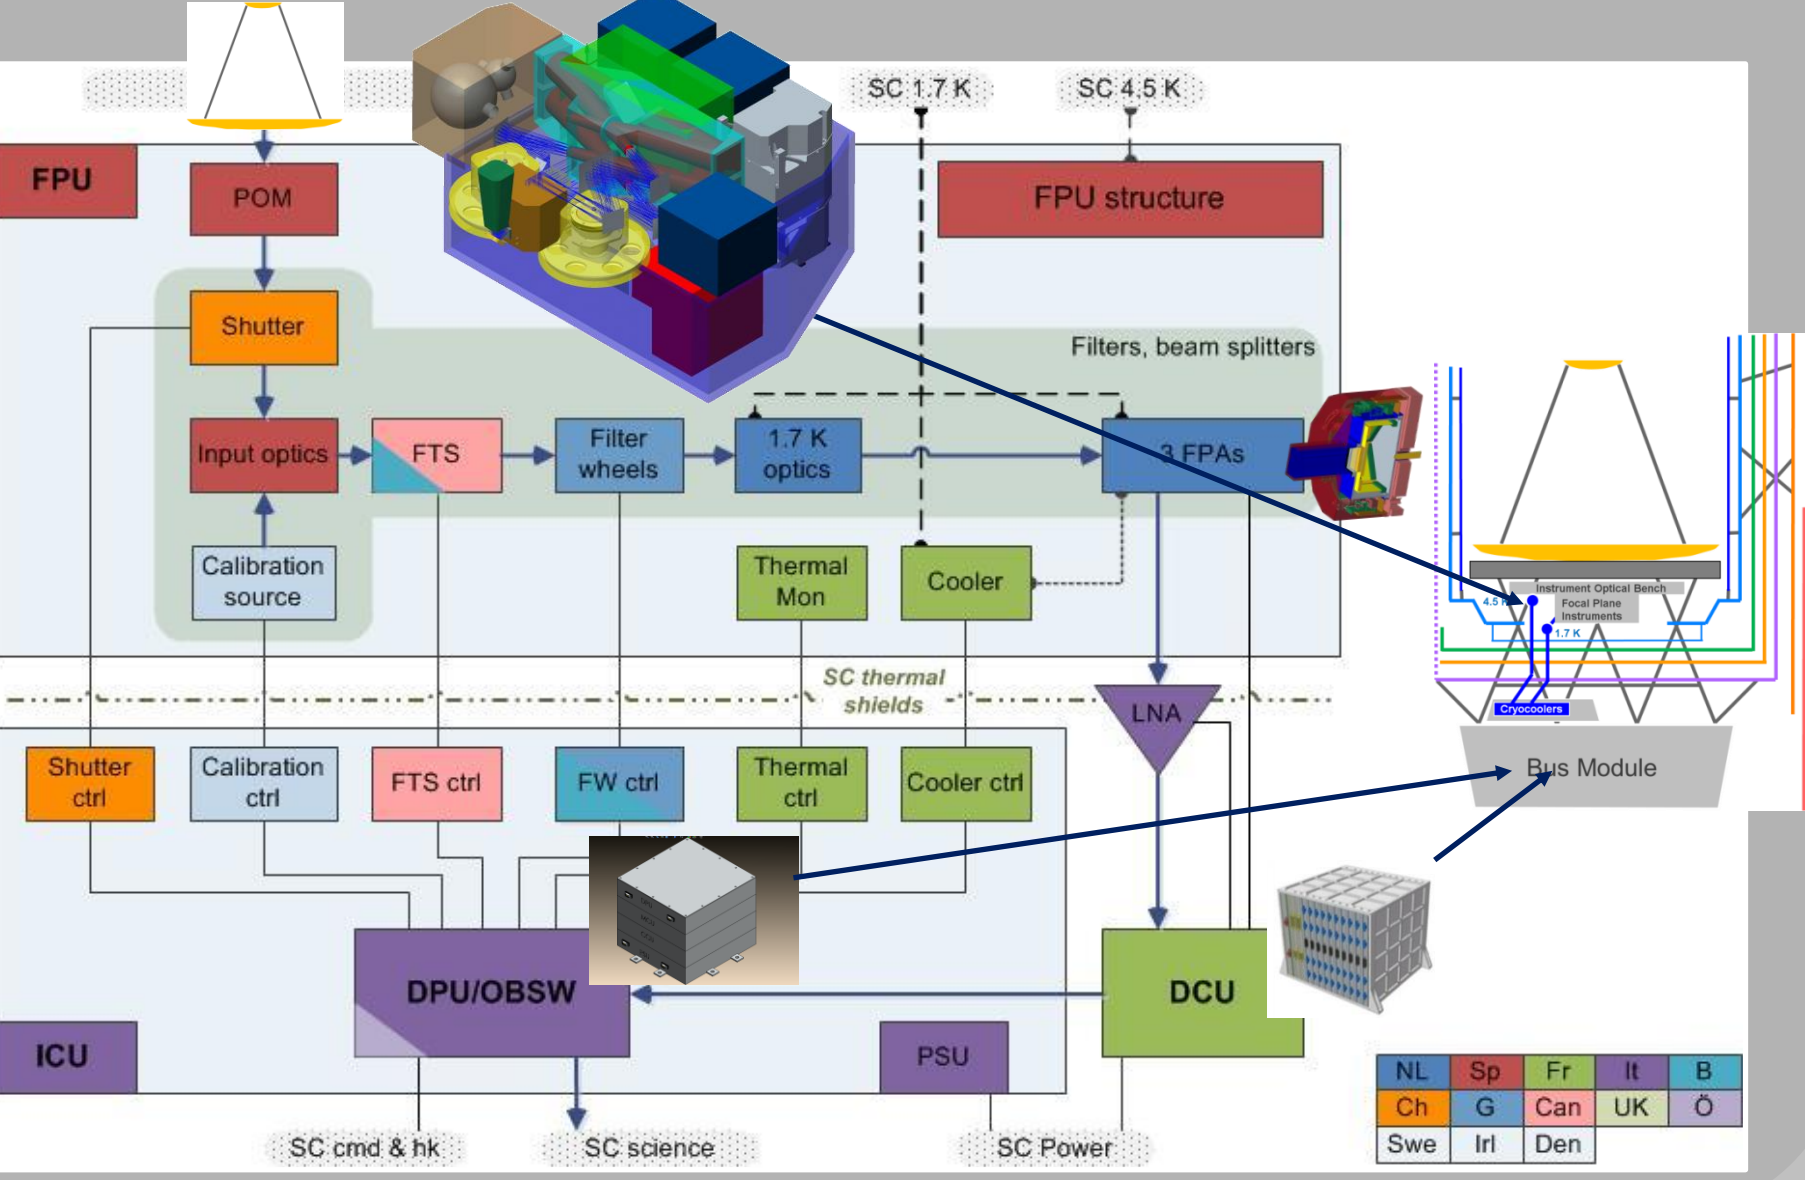 SC 1.7 K
SC 4.5 K
FPU
POM
FPU structure
Shutter
Filters, beam splitters
Input optics
FTS
Filter
wheels
1.7 K
optics
3 FPAs
Calibration
source
Thermal
Mon
Cooler
Instrument Optical Bench
4.5 K
Focal Plane
Instruments
1.7 K
SC thermal
shields
LNA
Cryocoolers
Shutter
ctrl
Calibration
ctrl
FTS ctrl
FW ctrl
Thermal
ctrl
Cooler ctrl
Bus Module
DPU/OBSW
DCU
ICU
PSU
SC cmd & hk
SC science
SC Power
NL Sp Fr It B
Ch G Can UK Ö
Swe Irl Den